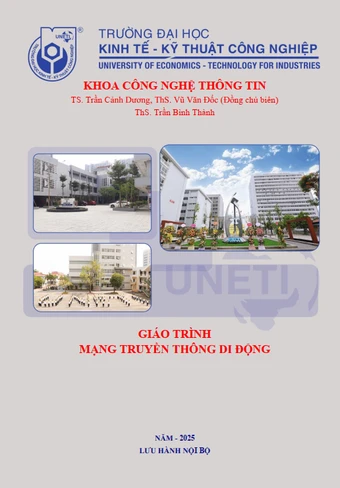 TRƯỜNG ĐẠI HỌC
KINH TẾ - KỸ THUẬT CÔNG NGHIỆP
UNIVERSITY OF ECONOMICS - TECHNOLOGY FOR INDUSTRIES
UNETI
KHOA CÔNG NGHỆ THÔNG TIN
TS. Trần Cảnh Dương, ThS. Vũ Văn Đốc (Đồng chủ biên)
ThS. Trần Bình Thành
UNETI
GIÁO TRÌNH
MẠNG TRUYỀN THÔNG DI ĐỘNG
NĂM - 2025
LƯU HÀNH NỘI BỘ